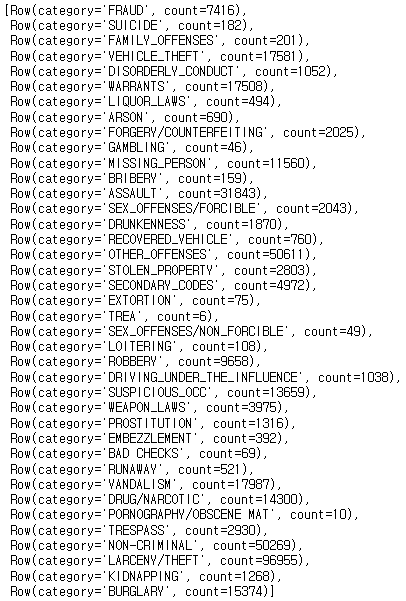 [Row(category='FRAUD', count=7416),
Row(category='SUICIDE', count=182),
Row(category='FAMILY_OFFENSES', count=201),
Row(category='VEHICLE_THEFT', count=17581),
Row(category='DISORDERLY_CONDUCT', count=1052),
Row(category='WARRANTS', count=17508),
Row(category='LIQUOR_LAWS', count=494),
Row(category='ARSON', count=690),
Row(category='FORGERY/COUNTERFEITING', count=2025),
Row(category='GAMBLING', count=46),
Row(category='MISSING_PERSON', count=11560),
Row(category='BRIBERY', count=159),
Row(category='ASSAULT', count=31843),
Row(category='SEX_OFFENSES/FORCIBLE', count=2043),
Row(category='DRUNKENNESS', count=1870),
Row(category='RECOVERED_VEHICLE', count=760),
Row(category='OTHER_OFFENSES', count=50611),
Row(category='STOLEN_PROPERTY', count=2803),
Row(category='SECONDARY_CODES', count=4972),
Row(category='EXTORTION', count=75),
Row(category='TREA', count=6),
Row(category='SEX_OFFENSES/NON_FORCIBLE', count=49),
Row(category='LOITERING', count=108),
Row(category='ROBBERY', count=9658),
Row(category='DRIVING_UNDER_THE_INFLUENCE', count=1038),
Row(category='SUSPICIOUS_OCC', count=13659),
Row(category='WEAPON_LAWS', count=3975),
Row(category='PROSTITUTION', count=1316),
Row(category='EMBEZZLEMENT', count=392),
Row(category='BAD CHECKS', count=69),
Row(category='RUNAWAY', count=521),
Row(category='VANDALISM', count=17987),
Row(category='DRUG/NARCOTIC', count=14300),
Row(category='PORNOGRAPHY/OBSCENE MAT', count=10),
Row(category='TRESPASS', count=2930),
Row(category='NON-CRIMINAL', count=50269),
Row(category='LARCENY/THEFT', count=96955),
Row(category='KIDNAPPING', count=1268),
Row(category='BURGLARY', count=15374)]